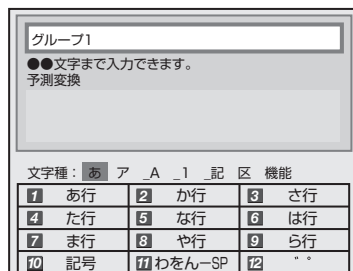 グループ1
●●文字まで入力できます。
予測変換
文字種： あ ア _A _1 _記 区 機能
1 あ行 2 か行 3 さ行
4 た行 5 な行 6 は行
7 ま行 8 や行 9 ら行
10 記号 11 わをんーSP 12 ゛゜